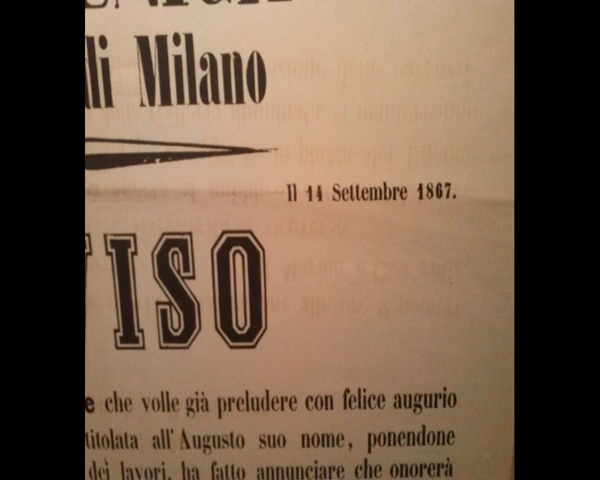 di Milano
Il 14 Settembre 1867.
VISO
e che volle già preludere con felice augurio
titolata all'Augusto suo nome, ponendone
dei lavori, ha fatto annunciare che onorerà